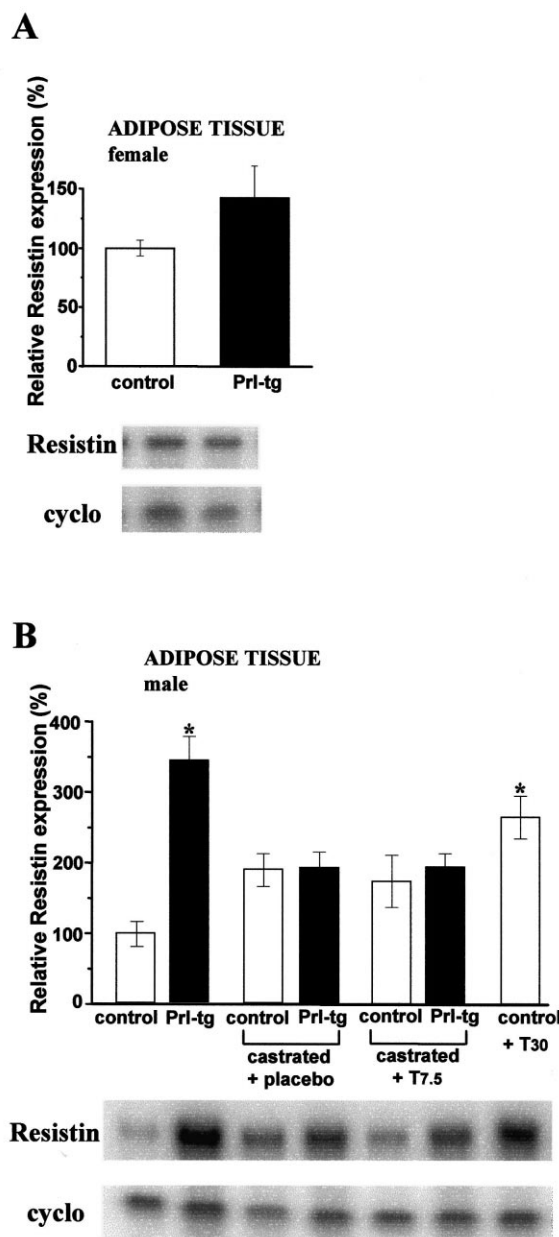 A
ADIPOSE TISSUE
female
Relative Resistin expression (%)
150
100
50
0
control Prl-tg
Resistin
cyclo
B
ADIPOSE TISSUE
male
Relative Resistin expression (%)
400
300
200
100
0
*
*
control Prl-tg control Prl-tg control Prl-tg control
+ T30
castrated
+ placebo
castrated
+ T7.5
Resistin
cyclo